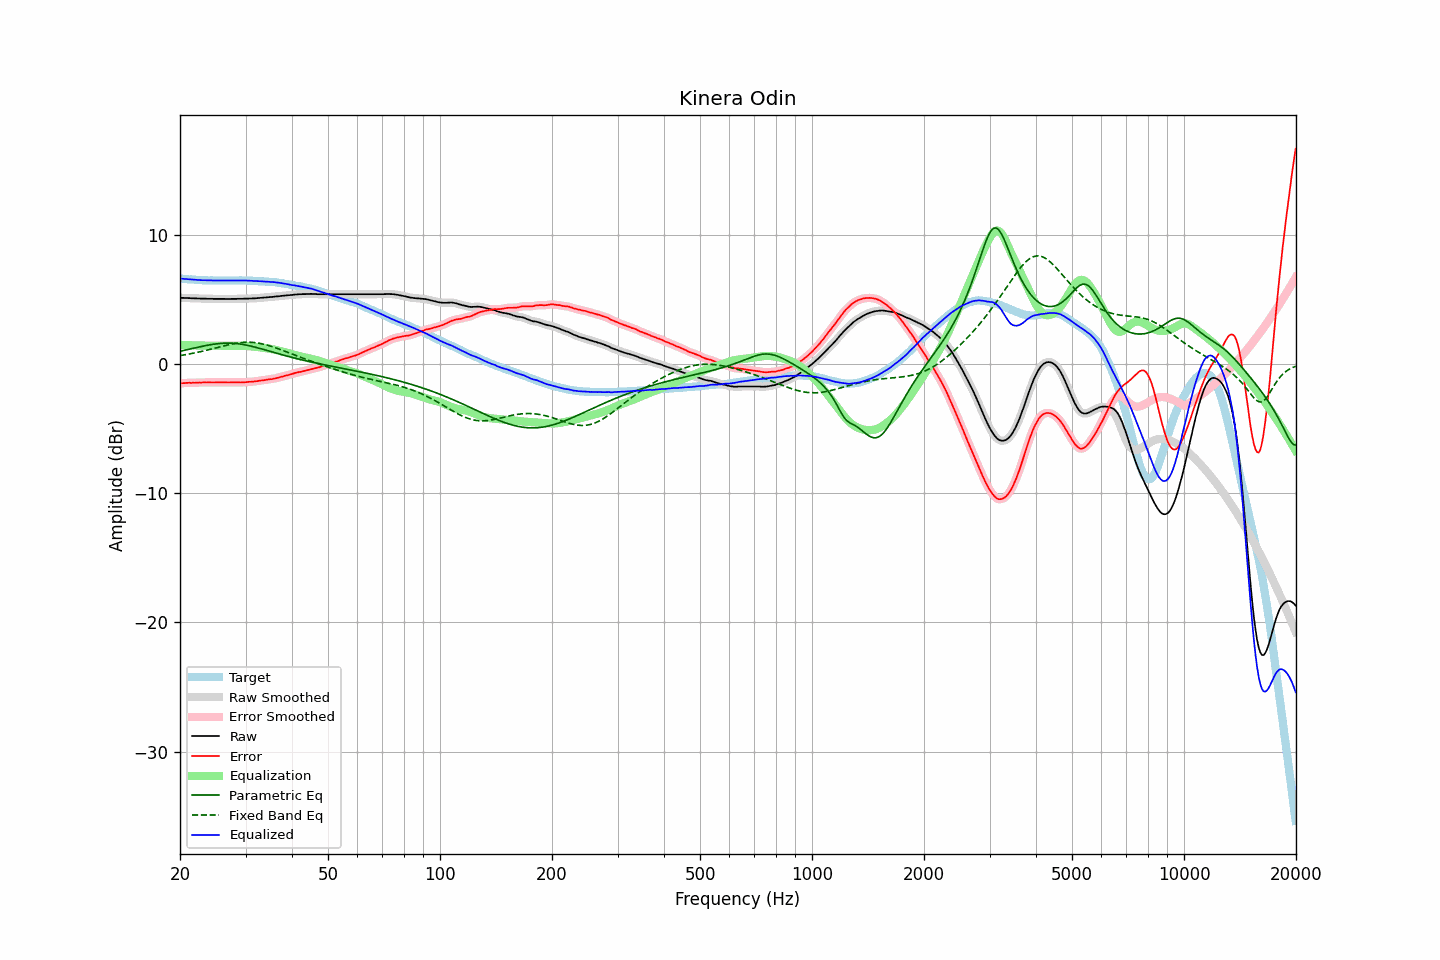 Kinera Odin
Amplitude (dBr)
10
0
−10
−20
−30
Target
Raw Smoothed
Error Smoothed
Raw
Error
Equalization
Parametric Eq
Fixed Band Eq
Equalized
20 50 100 200 500 1000 2000 5000 10000 20000
Frequency (Hz)